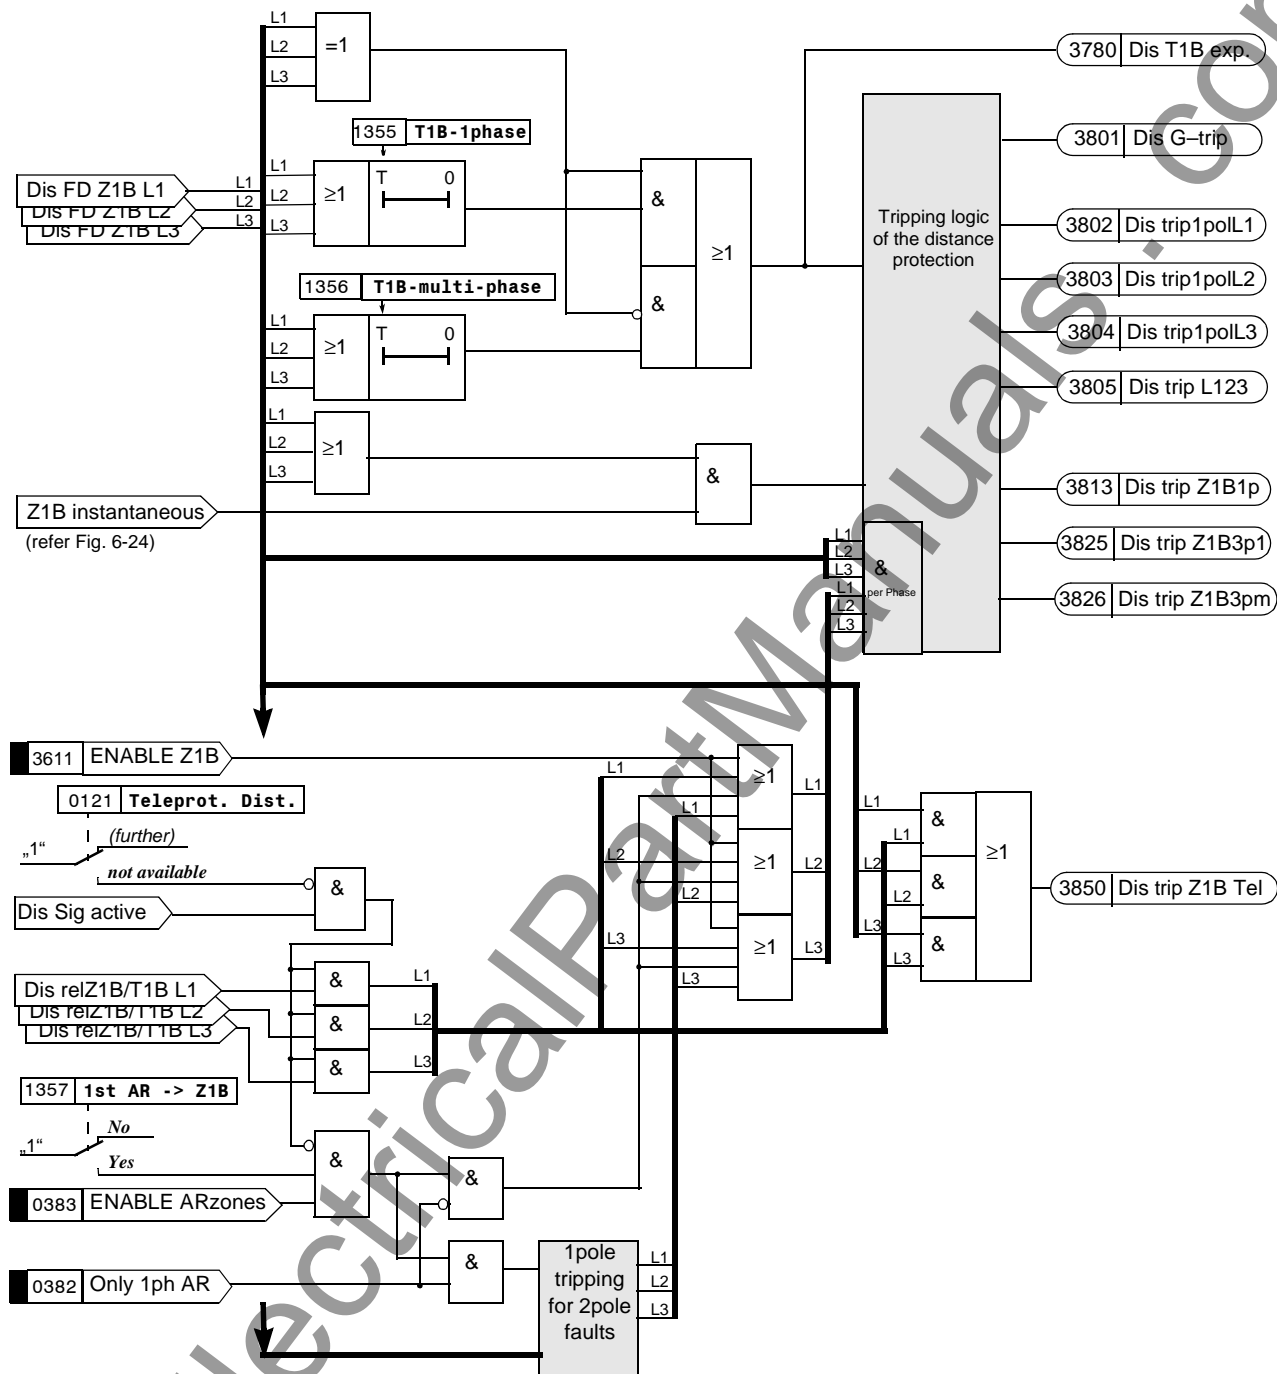 L1
L2
L3
=1
3780 Dis T1B exp.
1355 T1B-1phase
3801 Dis G–trip
L1
L2
L3
≥1
T 0
Dis FD Z1B L1
Dis FD Z1B L2
Dis FD Z1B L3
L1
L2
L3
&
&
≥1
Tripping logic
of the distance
protection
3802 Dis trip1polL1
3803 Dis trip1polL2
3804 Dis trip1polL3
3805 Dis trip L123
1356 T1B-multi-phase
L1
L2
L3
≥1
T 0
L1
L2
L3
≥1
&
Z1B instantaneous
(refer Fig. 6-24)
3813 Dis trip Z1B1p
3825 Dis trip Z1B3p1
3826 Dis trip Z1B3pm
L1
L2
L3
&
per Phase
L1
L2
L3
3611 ENABLE Z1B
0121 Teleprot. Dist.
„1“
(further)
not available
&
Dis Sig active
L1
L1
≥1
L1
L2
L2
≥1
L2
L3
L3
≥1
L3
L1
L1
&
L2
L2
&
L3
L3
&
≥1
3850 Dis trip Z1B Tel
Dis relZ1B/T1B L1
Dis relZ1B/T1B L2
Dis relZ1B/T1B L3
&
&
&
L1
L2
L3
1357 1st AR -> Z1B
„1“
No
Yes
&
&
0383 ENABLE ARzones
0382 Only 1ph AR
&
1pole
tripping
for 2pole
faults
L1
L2
L3
ElectricalPartManuals . com